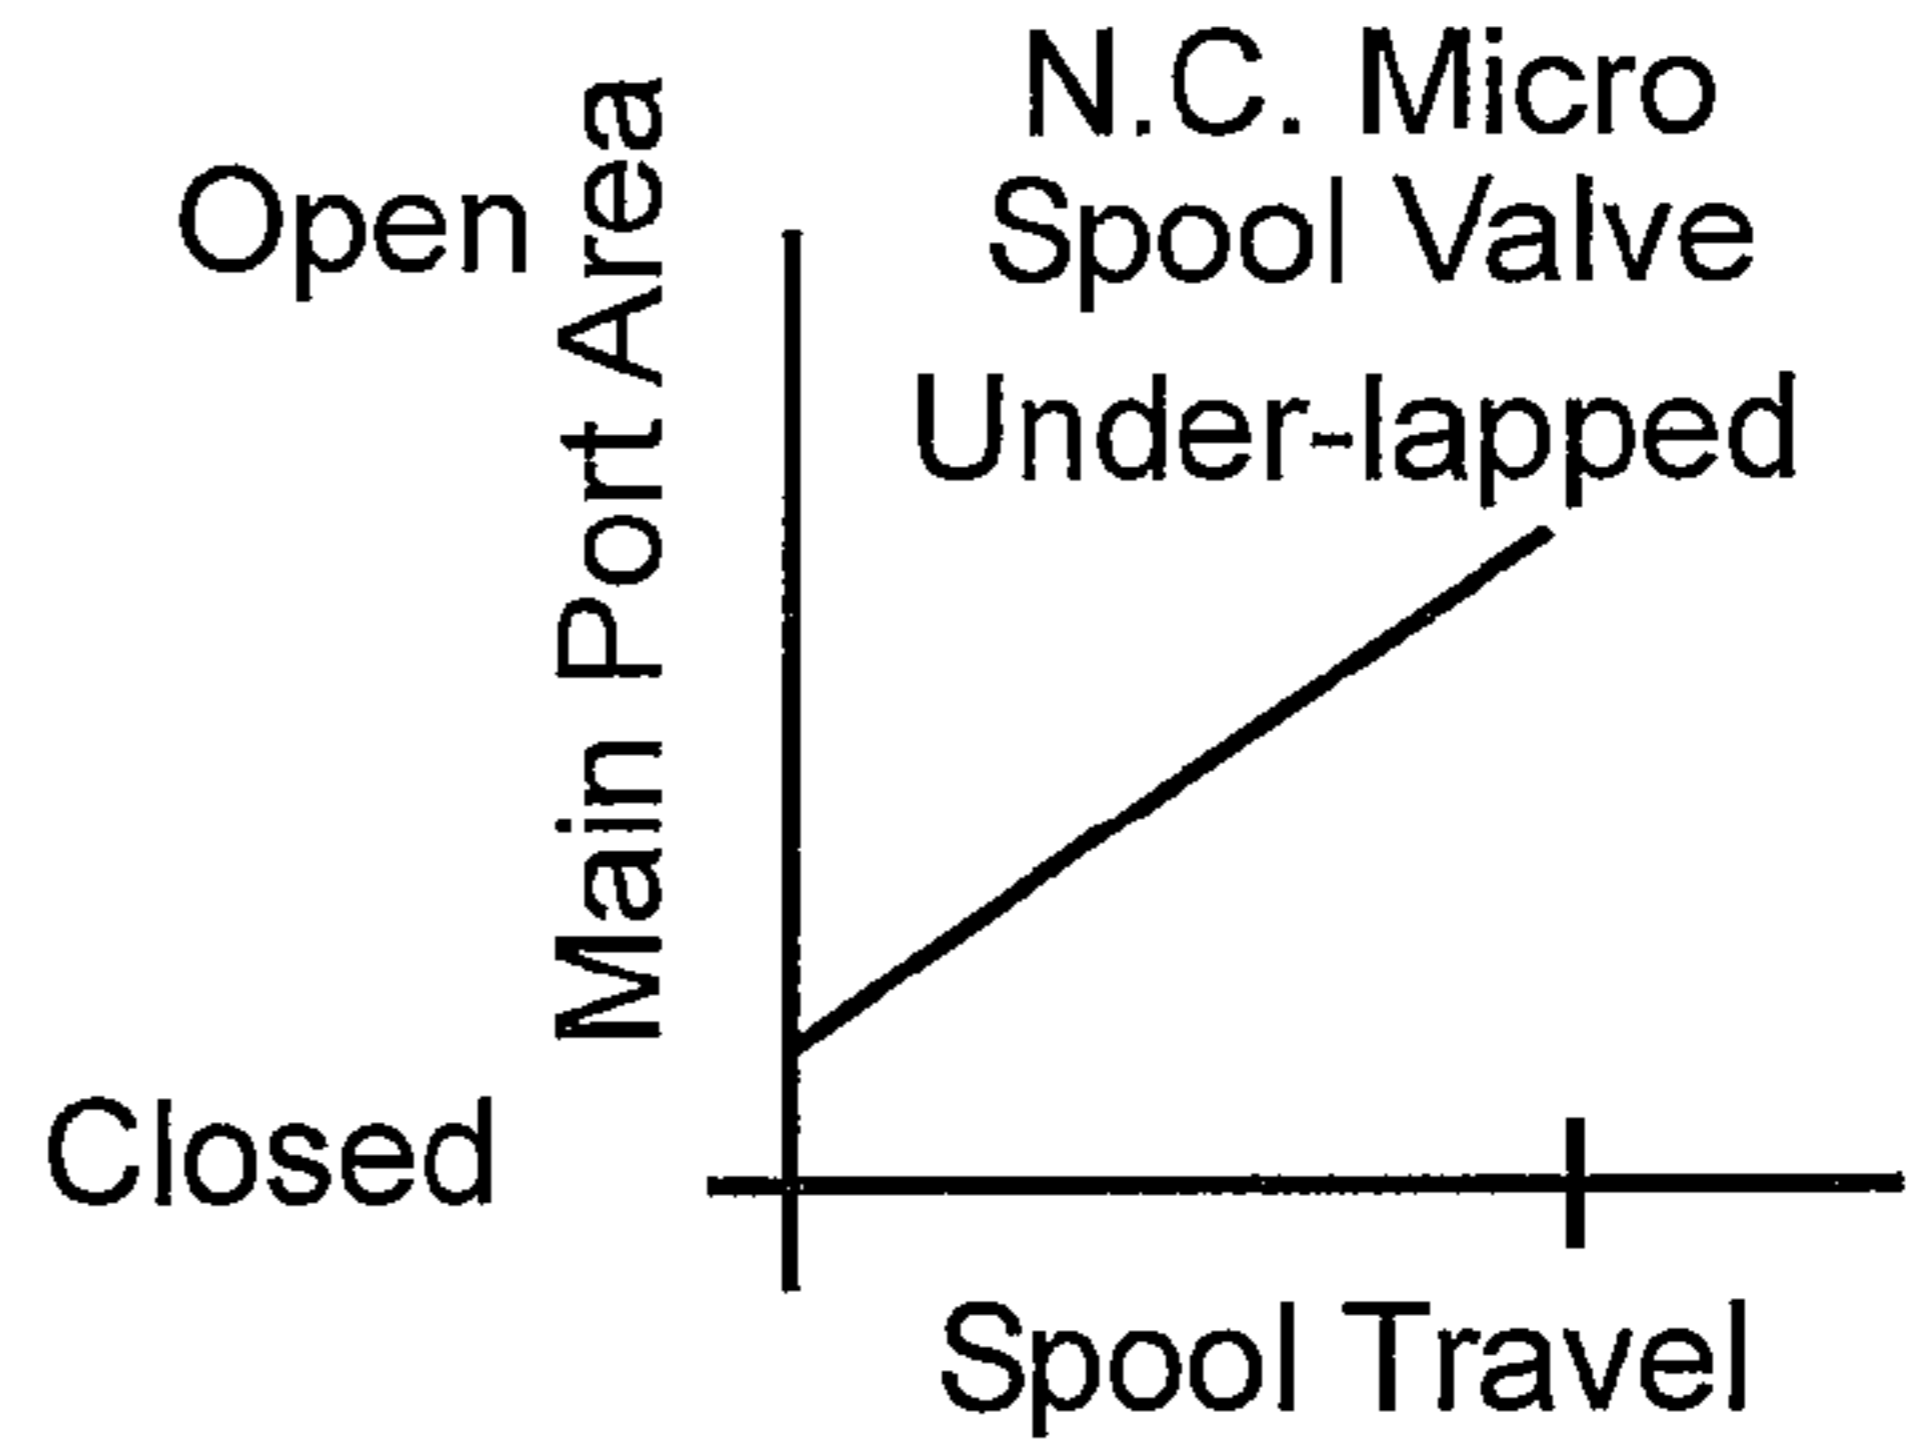 N.C. Micro
Spool Valve
Under-lapped
Open
Main Port Area
Closed
Spool Travel